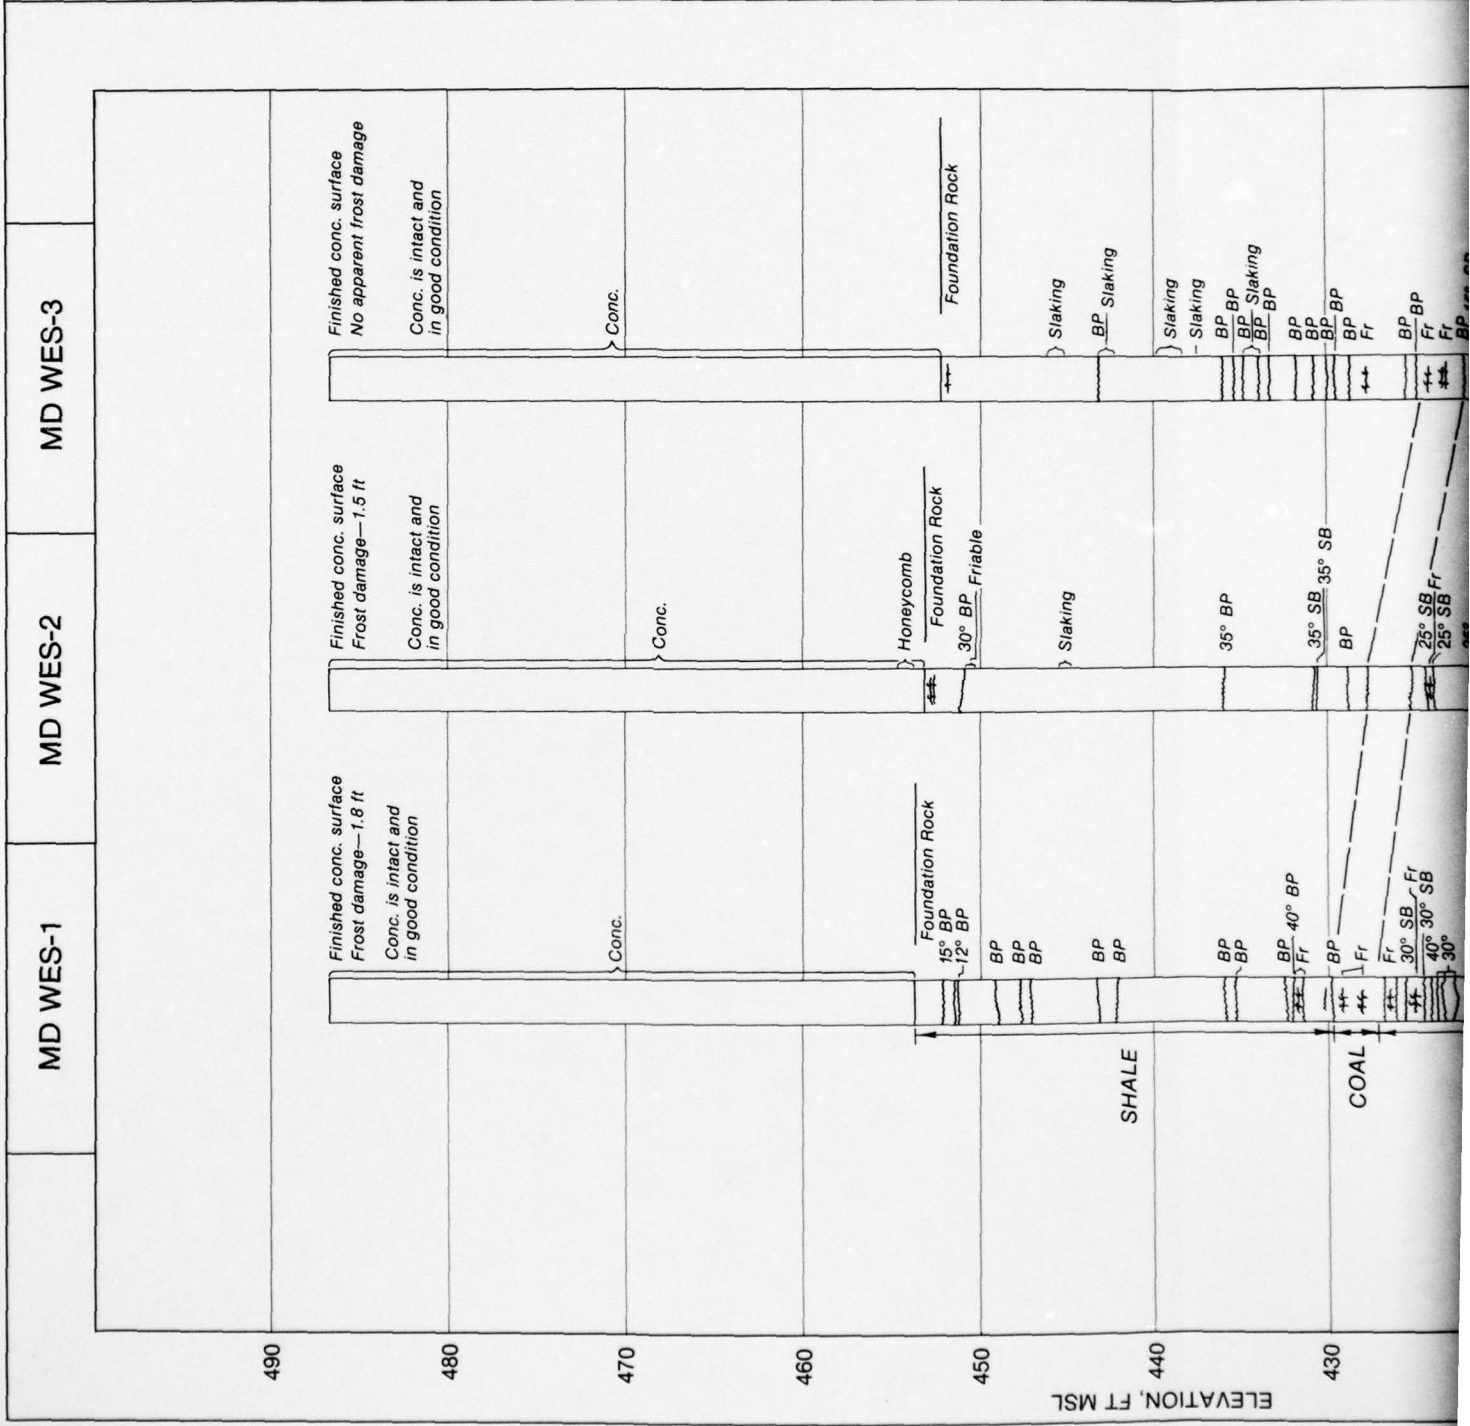 MD WES-1
MD WES-2
MD WES-3
ELEVATION, FT MSL
490
480
470
460
450
440
430
Finished conc. surface
Frost damage—1.8 ft
Conc. is intact and
in good condition
Conc.
Foundation Rock
15° BP
12° BP
BP
BP
BP
BP
BP
BP
BP
BP
40° BP
Fr
BP
Fr
Fr
30° SB
Fr
30° SB
40°
30°
SHALE
COAL
Finished conc. surface
Frost damage—1.5 ft
Conc. is intact and
in good condition
Conc.
Honeycomb
Foundation Rock
30° BP
Friable
Slaking
35° BP
35° SB
35° SB
BP
25° SB
Fr
25° SB
Finished conc. surface
No apparent frost damage
Conc. is intact and
in good condition
Conc.
Foundation Rock
Slaking
BP
Slaking
Slaking
Slaking
BP
BP
BP
Slaking
BP
BP
BP
BP
BP
BP
BP
Fr
BP
BP
Fr
Fr
BP